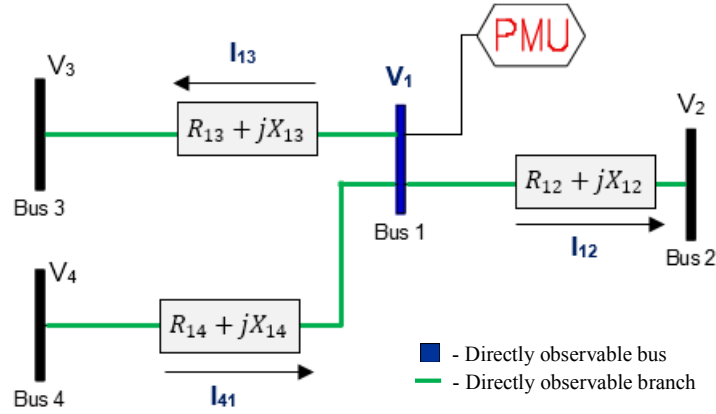 PMU
I13
V3
V1
V2
R13 + jX13
R12 + jX12
Bus 3
Bus 1
I12
Bus 2
V4
R14 + jX14
- Directly observable bus
- Directly observable branch
I41
Bus 4